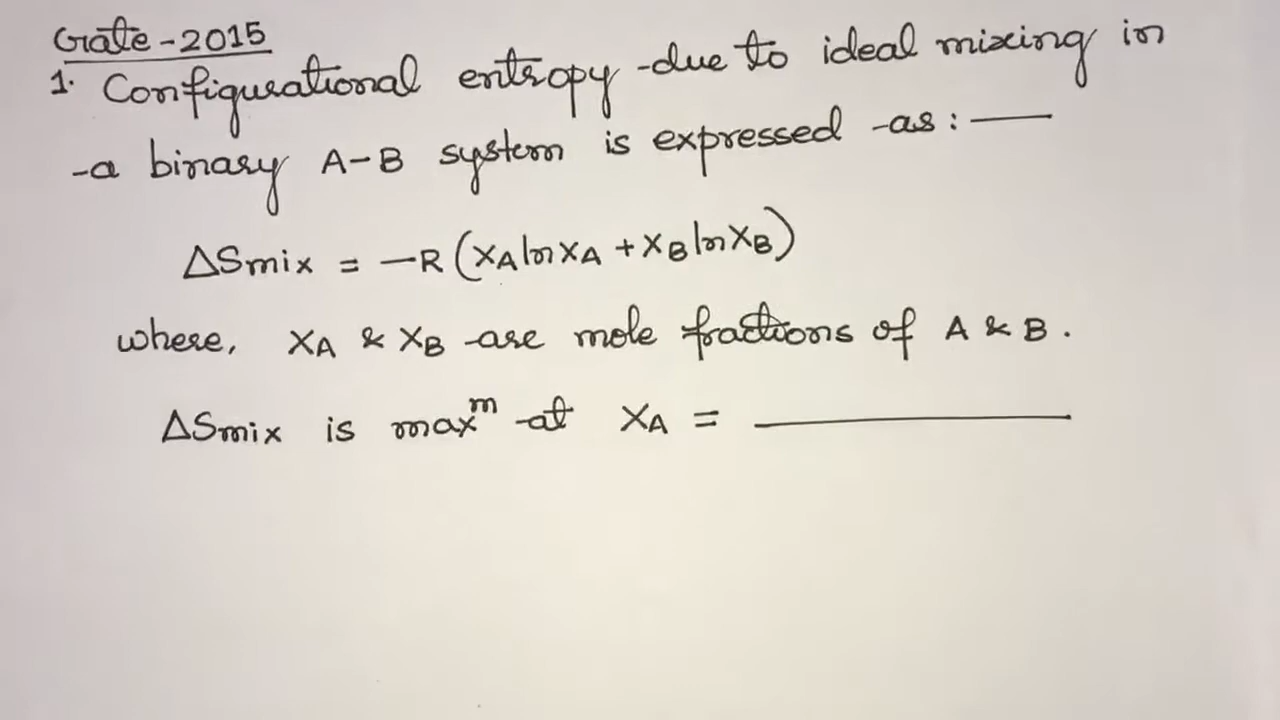 Gate-2015
1. Configurational entropy due to ideal mixing in
a binary A-B system is expressed as: —
ΔSmix = -R (XA ln XA + XB ln XB)
where, XA & XB are mole fractions of A & B.
ΔSmix is maxᵐ at XA = ______